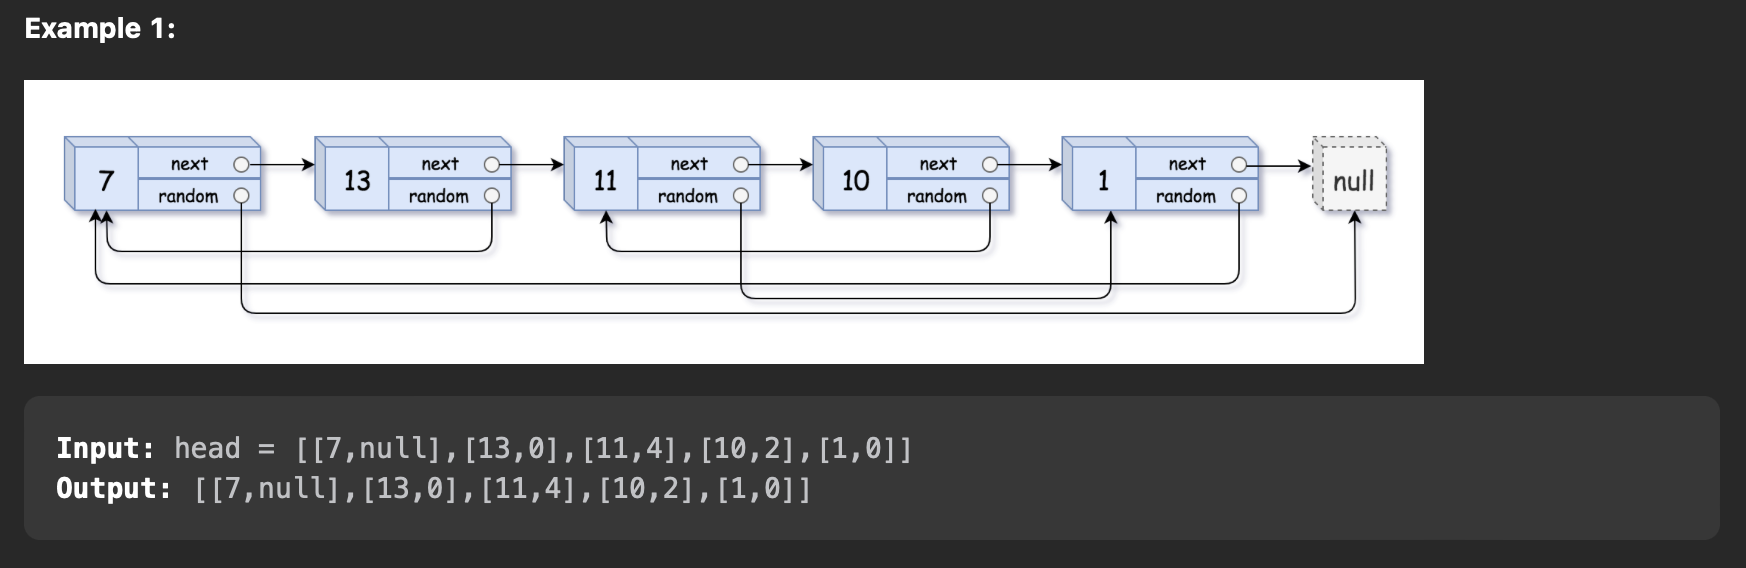 Example 1:
7 next random
13 next random
11 next random
10 next random
1 next random
null
Input: head = [[7,null],[13,0],[11,4],[10,2],[1,0]]
Output: [[7,null],[13,0],[11,4],[10,2],[1,0]]